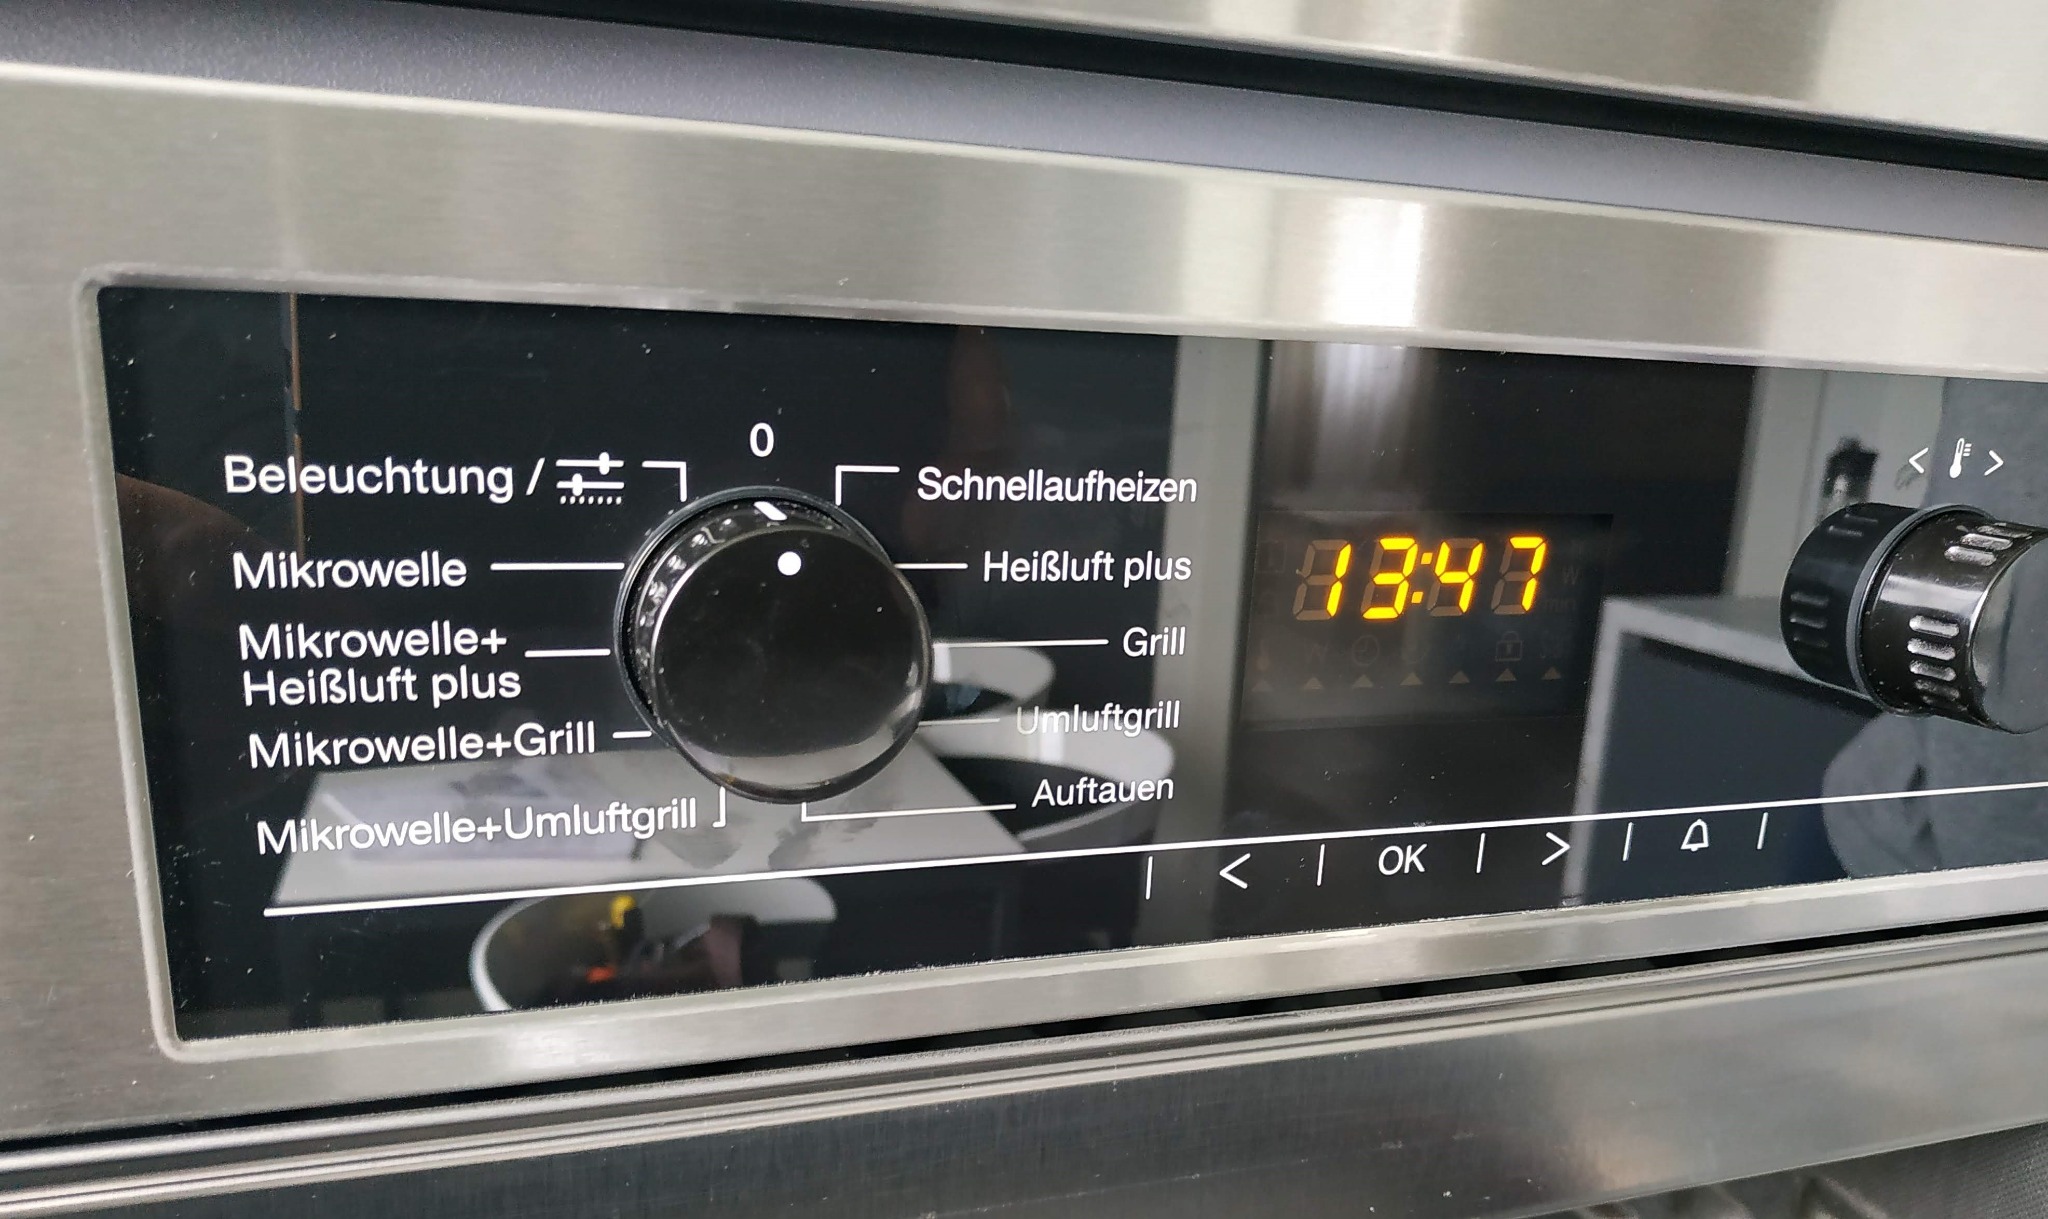 0
Beleuchtung /
Mikrowelle
Mikrowelle+
Heißluft plus
Mikrowelle+Grill
Mikrowelle+Umluftgrill
Schnellaufheizen
Heißluft plus
Grill
Umluftgrill
Auftauen
13:47
< >
| < | OK | > | |